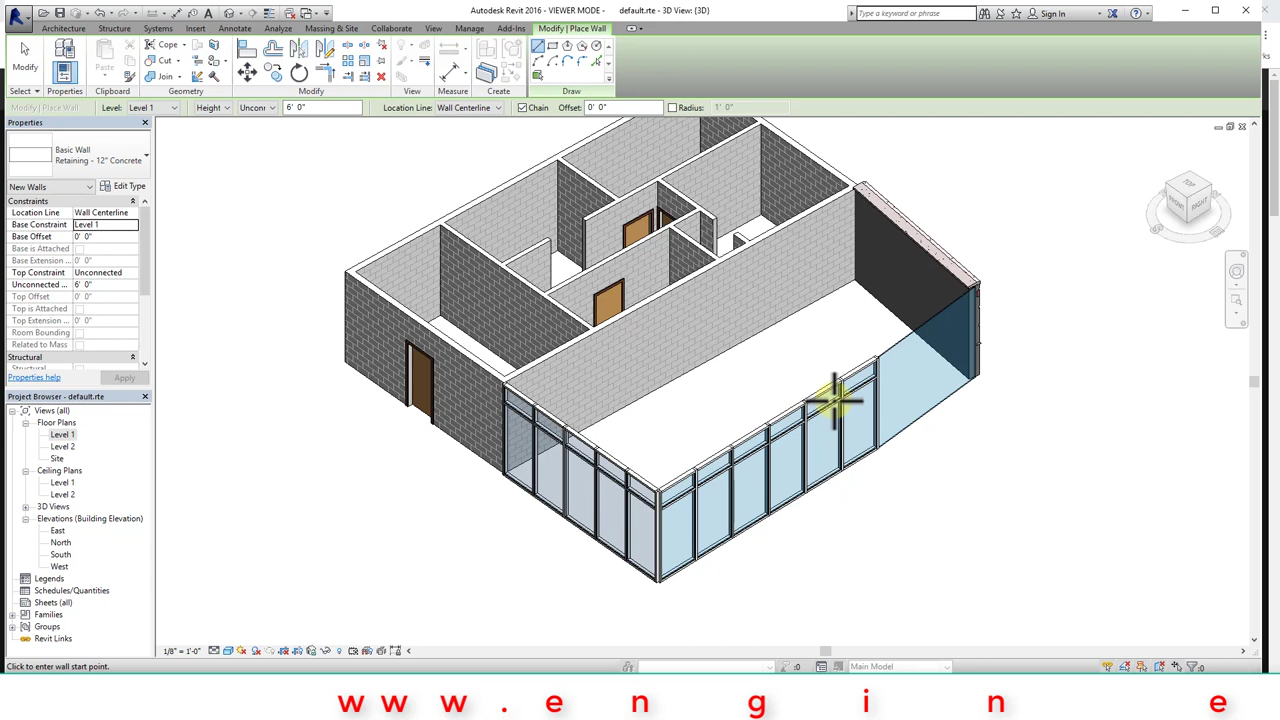 Autodesk Revit 2016 - VIEWER MODE - default.rte - 3D View: {3D}
Type a keyword or phrase
Sign In
Architecture Structure Systems Insert Annotate Analyze Massing & Site Collaborate View Manage Add-Ins Modify | Place Wall
Modify
Paste
Cope
Cut
Join
Select Properties Clipboard Geometry Modify View Measure Create Draw
Modify | Place Wall
Level: Level 1
Height
Unconr
6' 0"
Location Line: Wall Centerline
Chain
Offset: 0' 0"
Radius: 1' 0"
Properties
Basic Wall
Retaining - 12" Concrete
New Walls
Edit Type
Constraints
Location Line Wall Centerline
Base Constraint Level 1
Base Offset 0' 0"
Base is Attached
Base Extension ... 0' 0"
Top Constraint Unconnected
Unconnected ... 6' 0"
Top Offset 0' 0"
Top is Attached
Top Extension ... 0' 0"
Room Bounding
Related to Mass
Structural
Properties help
Apply
Project Browser - default.rte
Views (all)
Floor Plans
Level 1
Level 2
Site
Ceiling Plans
Level 1
Level 2
3D Views
Elevations (Building Elevation)
East
North
South
West
Legends
Schedules/Quantities
Sheets (all)
Families
Groups
Revit Links
TOP
FRONT
RIGHT
1/8" = 1'-0"
Click to enter wall start point.
:0
Main Model
:0
w w w . e n g i n e